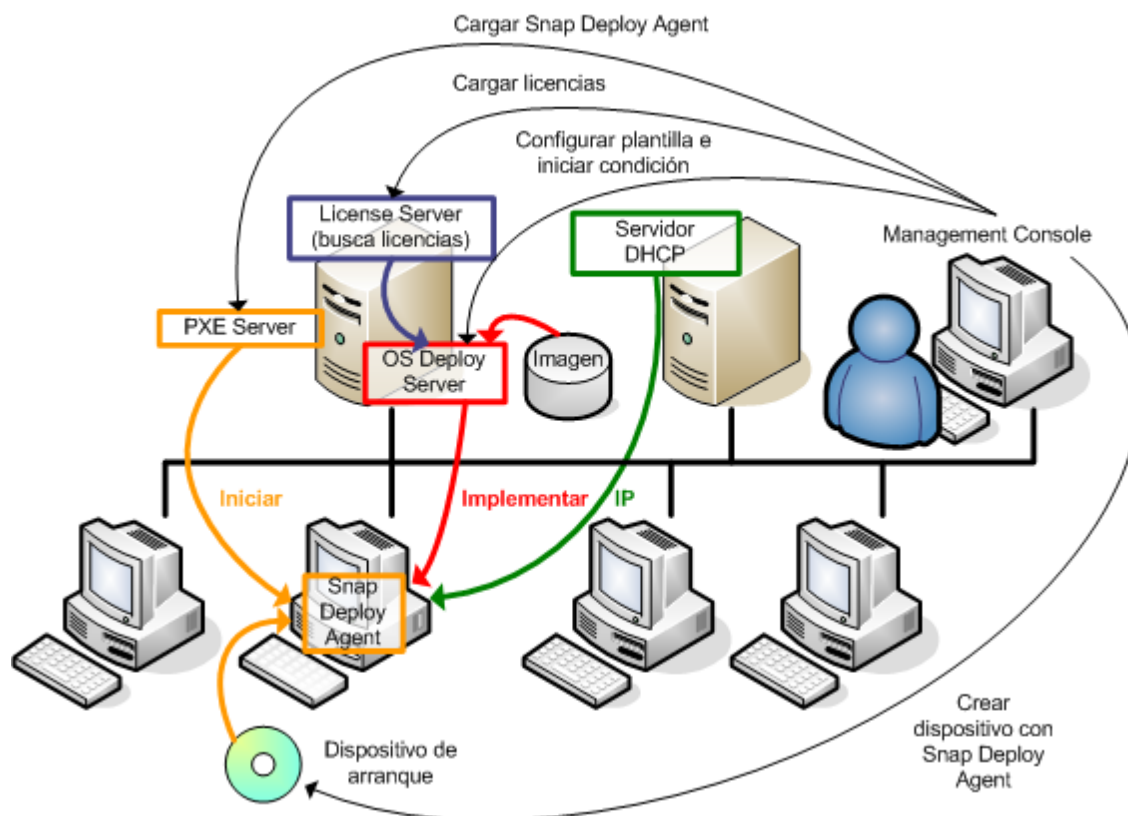 Cargar Snap Deploy Agent
Cargar licencias
Configurar plantilla e
iniciar condición
License Server
(busca licencias)
Servidor
DHCP
Management Console
PXE Server
OS Deploy
Server
Imagen
Iniciar
Implementar
IP
Snap
Deploy
Agent
Dispositivo de
arranque
Crear
dispositivo con
Snap Deploy
Agent